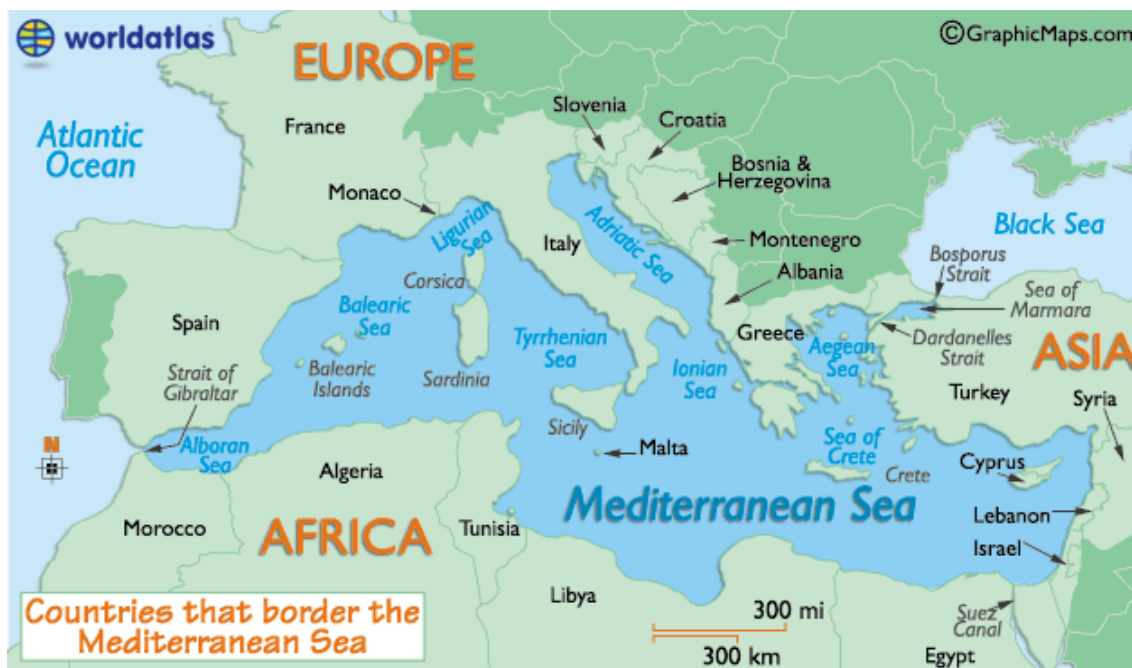 worldatlas
©GraphicMaps.com
EUROPE
Atlantic
Ocean
France
Slovenia
Croatia
Bosnia &
Herzegovina
Monaco
Ligurian
Sea
Adriatic Sea
Italy
Montenegro
Albania
Black Sea
Bosporus
Strait
Sea of
Marmara
Dardanelles
Strait
ASIA
Corsica
Balearic
Sea
Spain
Tyrrhenian
Sea
Greece
Aegean
Sea
Ionian
Sea
Balearic
Islands
Sardinia
Strait of
Gibraltar
Turkey
Syria
Sicily
Malta
Sea of
Crete
Crete
Cyprus
N
Alboran
Sea
Algeria
Mediterranean Sea
Lebanon
Israel
Morocco
AFRICA
Tunisia
Libya
Suez
Canal
Egypt
300 mi
300 km
Countries that border the
Mediterranean Sea